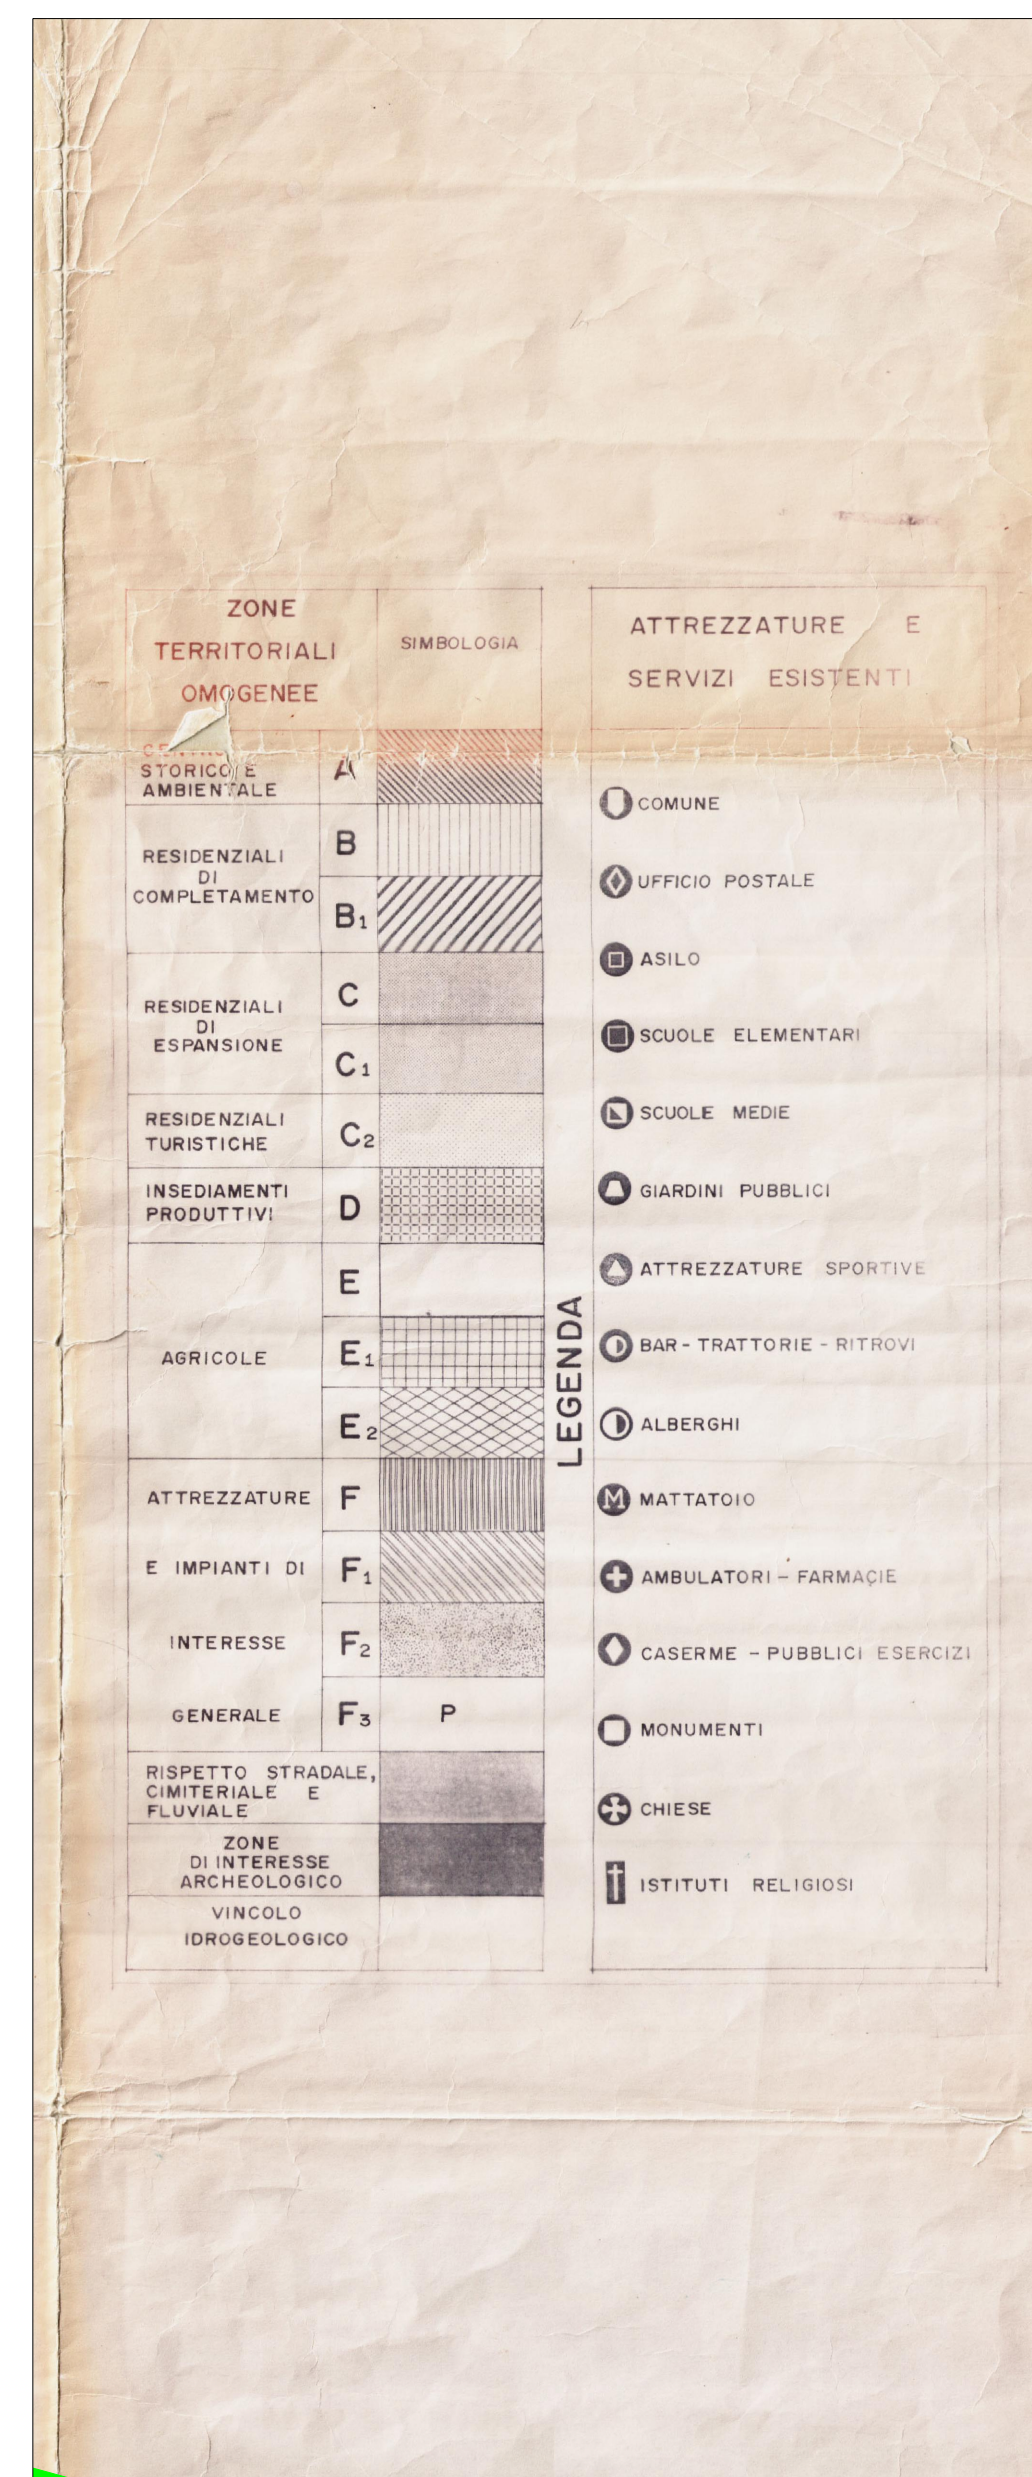 ZONE
TERRITORIALI
OMOGENEE
SIMBOLOGIA
CENTRO
STORICO E
AMBIENTALE
A
RESIDENZIALI
DI
COMPLETAMENTO
B
B1
RESIDENZIALI
DI
ESPANSIONE
C
C1
RESIDENZIALI
TURISTICHE
C2
INSEDIAMENTI
PRODUTTIVI
D
AGRICOLE
E
E1
E2
ATTREZZATURE
E IMPIANTI DI
INTERESSE
GENERALE
F
F1
F2
F3
P
RISPETTO STRADALE,
CIMITERIALE E
FLUVIALE
ZONE
DI INTERESSE
ARCHEOLOGICO
VINCOLO
IDROGEOLOGICO
LEGENDA
ATTREZZATURE E
SERVIZI ESISTENTI
COMUNE
UFFICIO POSTALE
ASILO
SCUOLE ELEMENTARI
SCUOLE MEDIE
GIARDINI PUBBLICI
ATTREZZATURE SPORTIVE
BAR - TRATTORIE - RITROVI
ALBERGHI
M MATTATOIO
AMBULATORI - FARMACIE
CASERME - PUBBLICI ESERCIZI
MONUMENTI
CHIESE
ISTITUTI RELIGIOSI